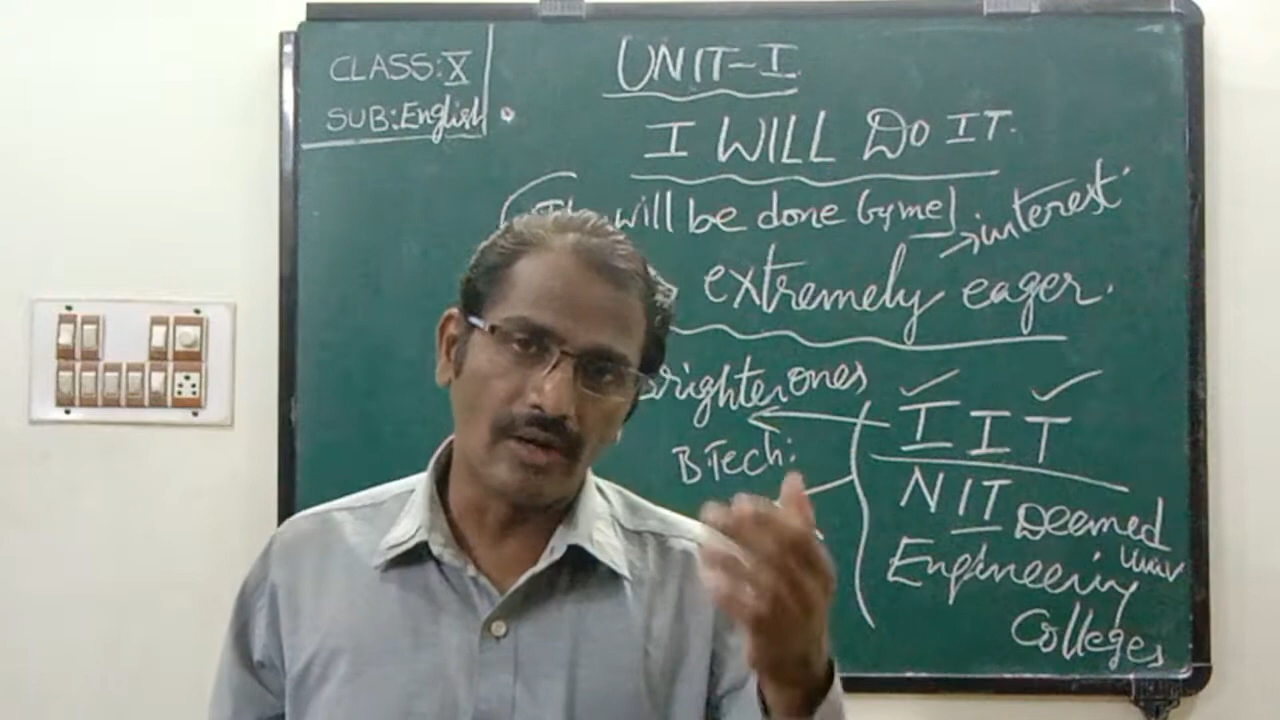 CLASS: X
SUB: English
UNIT-I
I WILL DO IT.
will be done by me
interest
extremely eager.
Brighter ones
B.Tech.
IIT
NIT Deemed
Univ
Engineering
Colleges